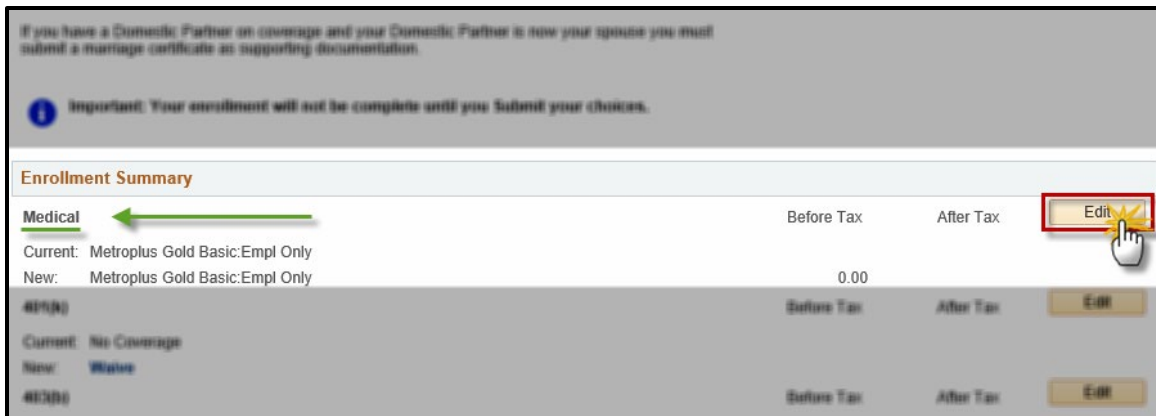 If you have a Domestic Partner on coverage and your Domestic Partner is now your spouse you must
submit a marriage certificate as supporting documentation.
Important: Your enrollment will not be complete until you Submit your choices.
Enrollment Summary
Medical Before Tax After Tax Edit
Current: Metroplus Gold Basic:Empl Only
New: Metroplus Gold Basic:Empl Only 0.00
401(k) Before Tax After Tax Edit
Current: No Coverage
New: Waive
403(b) Before Tax After Tax Edit